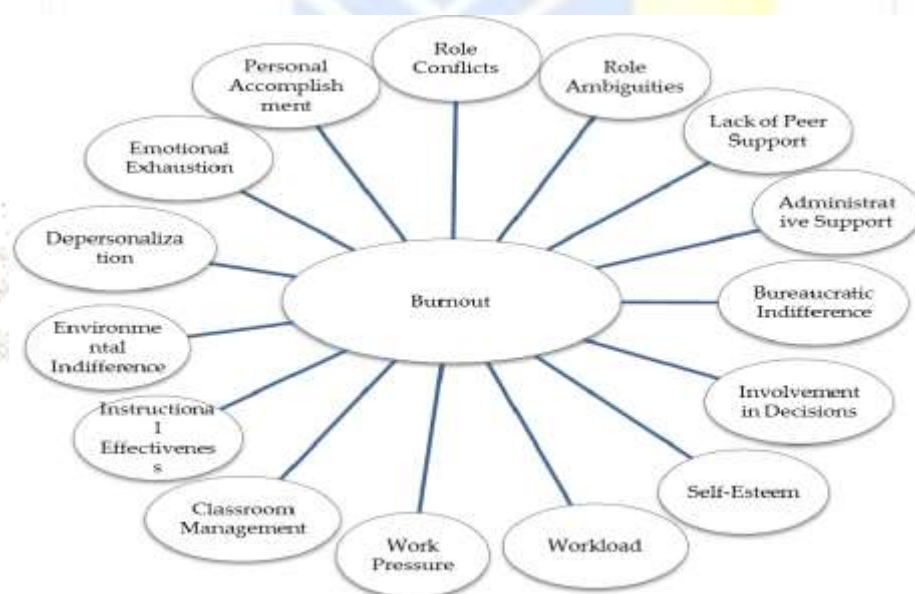 Role
Conflicts
Role
Ambiguities
Lack of Peer
Support
Administrat
ive Support
Bureaucratic
Indifference
Involvement
in Decisions
Self-Esteem
Workload
Work
Pressure
Classroom
Management
Instructiona
l
Effectivenes
s
Environme
ntal
Indifference
Depersonaliza
tion
Emotional
Exhaustion
Personal
Accomplish
ment
Burnout